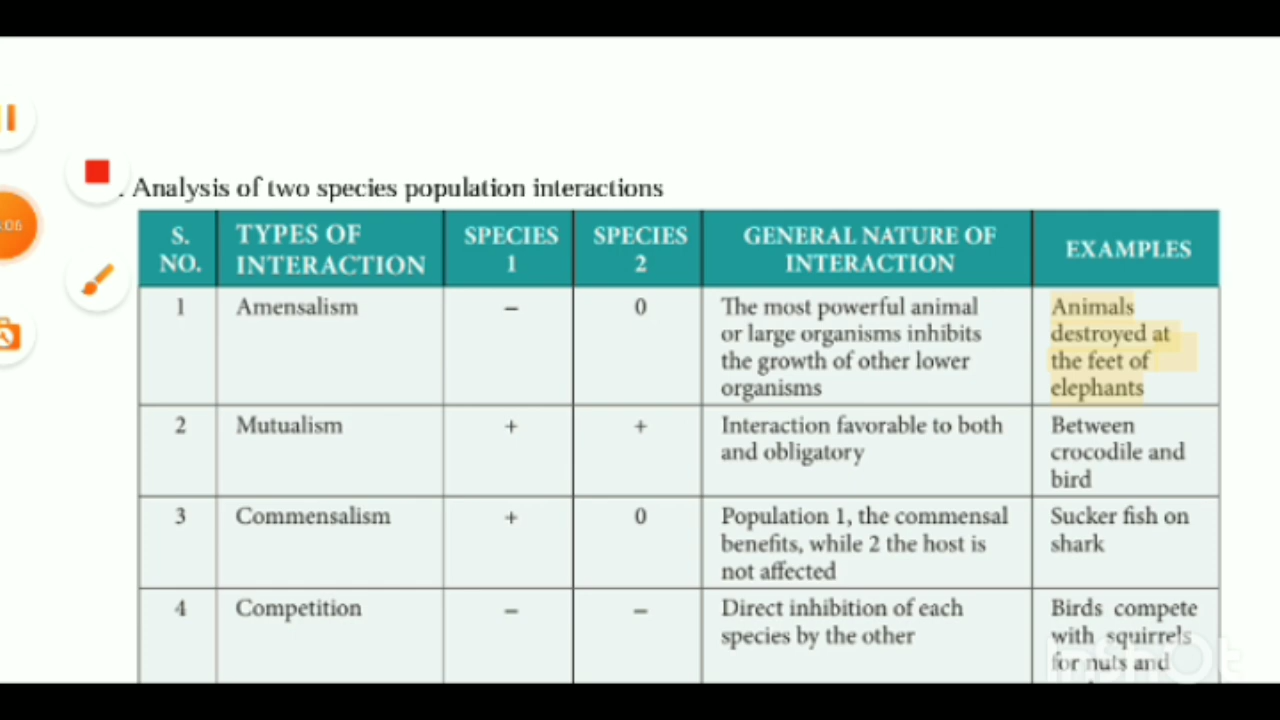 :06
. Analysis of two species population interactions
S.
NO.
TYPES OF
INTERACTION
SPECIES
1
SPECIES
2
GENERAL NATURE OF
INTERACTION
EXAMPLES
1
Amensalism
–
0
The most powerful animal
or large organisms inhibits
the growth of other lower
organisms
Animals
destroyed at
the feet of
elephants
2
Mutualism
+
+
Interaction favorable to both
and obligatory
Between
crocodile and
bird
3
Commensalism
+
0
Population 1, the commensal
benefits, while 2 the host is
not affected
Sucker fish on
shark
4
Competition
–
–
Direct inhibition of each
species by the other
Birds compete
with squirrels
for nuts and
InShOt